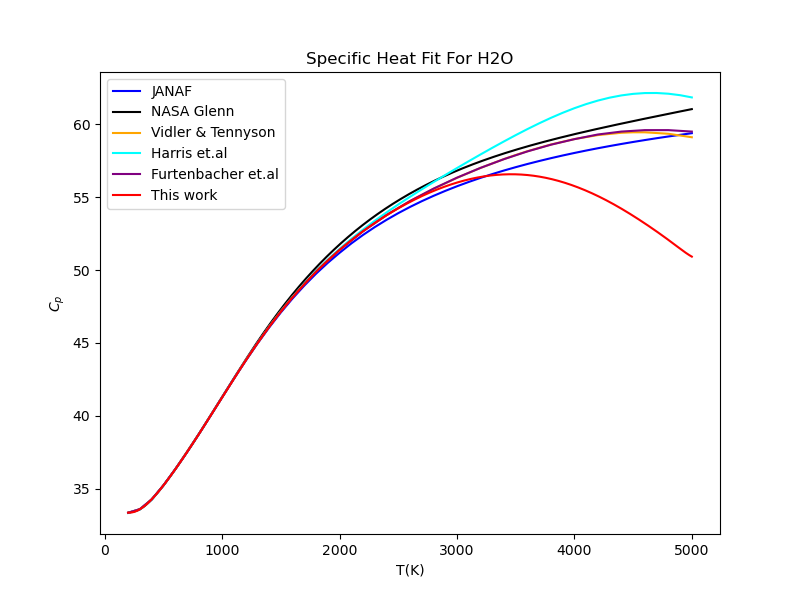 Specific Heat Fit For H2O
JANAF
NASA Glenn
Vidler & Tennyson
Harris et.al
Furtenbacher et.al
This work
60
55
50
45
40
35
C_p
0 1000 2000 3000 4000 5000
T(K)